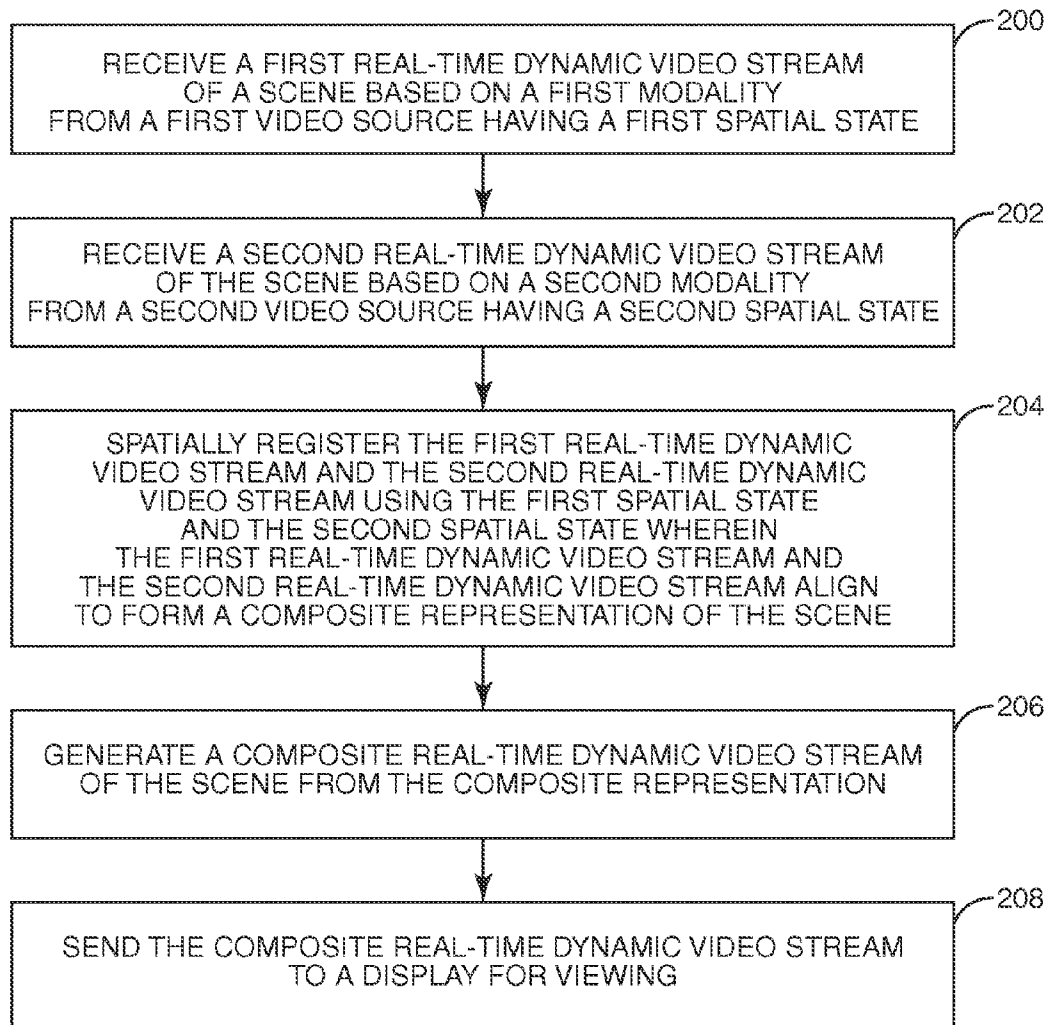 200
RECEIVE A FIRST REAL-TIME DYNAMIC VIDEO STREAM
OF A SCENE BASED ON A FIRST MODALITY
FROM A FIRST VIDEO SOURCE HAVING A FIRST SPATIAL STATE
202
RECEIVE A SECOND REAL-TIME DYNAMIC VIDEO STREAM
OF THE SCENE BASED ON A SECOND MODALITY
FROM A SECOND VIDEO SOURCE HAVING A SECOND SPATIAL STATE
204
SPATIALLY REGISTER THE FIRST REAL-TIME DYNAMIC
VIDEO STREAM AND THE SECOND REAL-TIME DYNAMIC
VIDEO STREAM USING THE FIRST SPATIAL STATE
AND THE SECOND SPATIAL STATE WHEREIN
THE FIRST REAL-TIME DYNAMIC VIDEO STREAM AND
THE SECOND REAL-TIME DYNAMIC VIDEO STREAM ALIGN
TO FORM A COMPOSITE REPRESENTATION OF THE SCENE
206
GENERATE A COMPOSITE REAL-TIME DYNAMIC VIDEO STREAM
OF THE SCENE FROM THE COMPOSITE REPRESENTATION
208
SEND THE COMPOSITE REAL-TIME DYNAMIC VIDEO STREAM
TO A DISPLAY FOR VIEWING